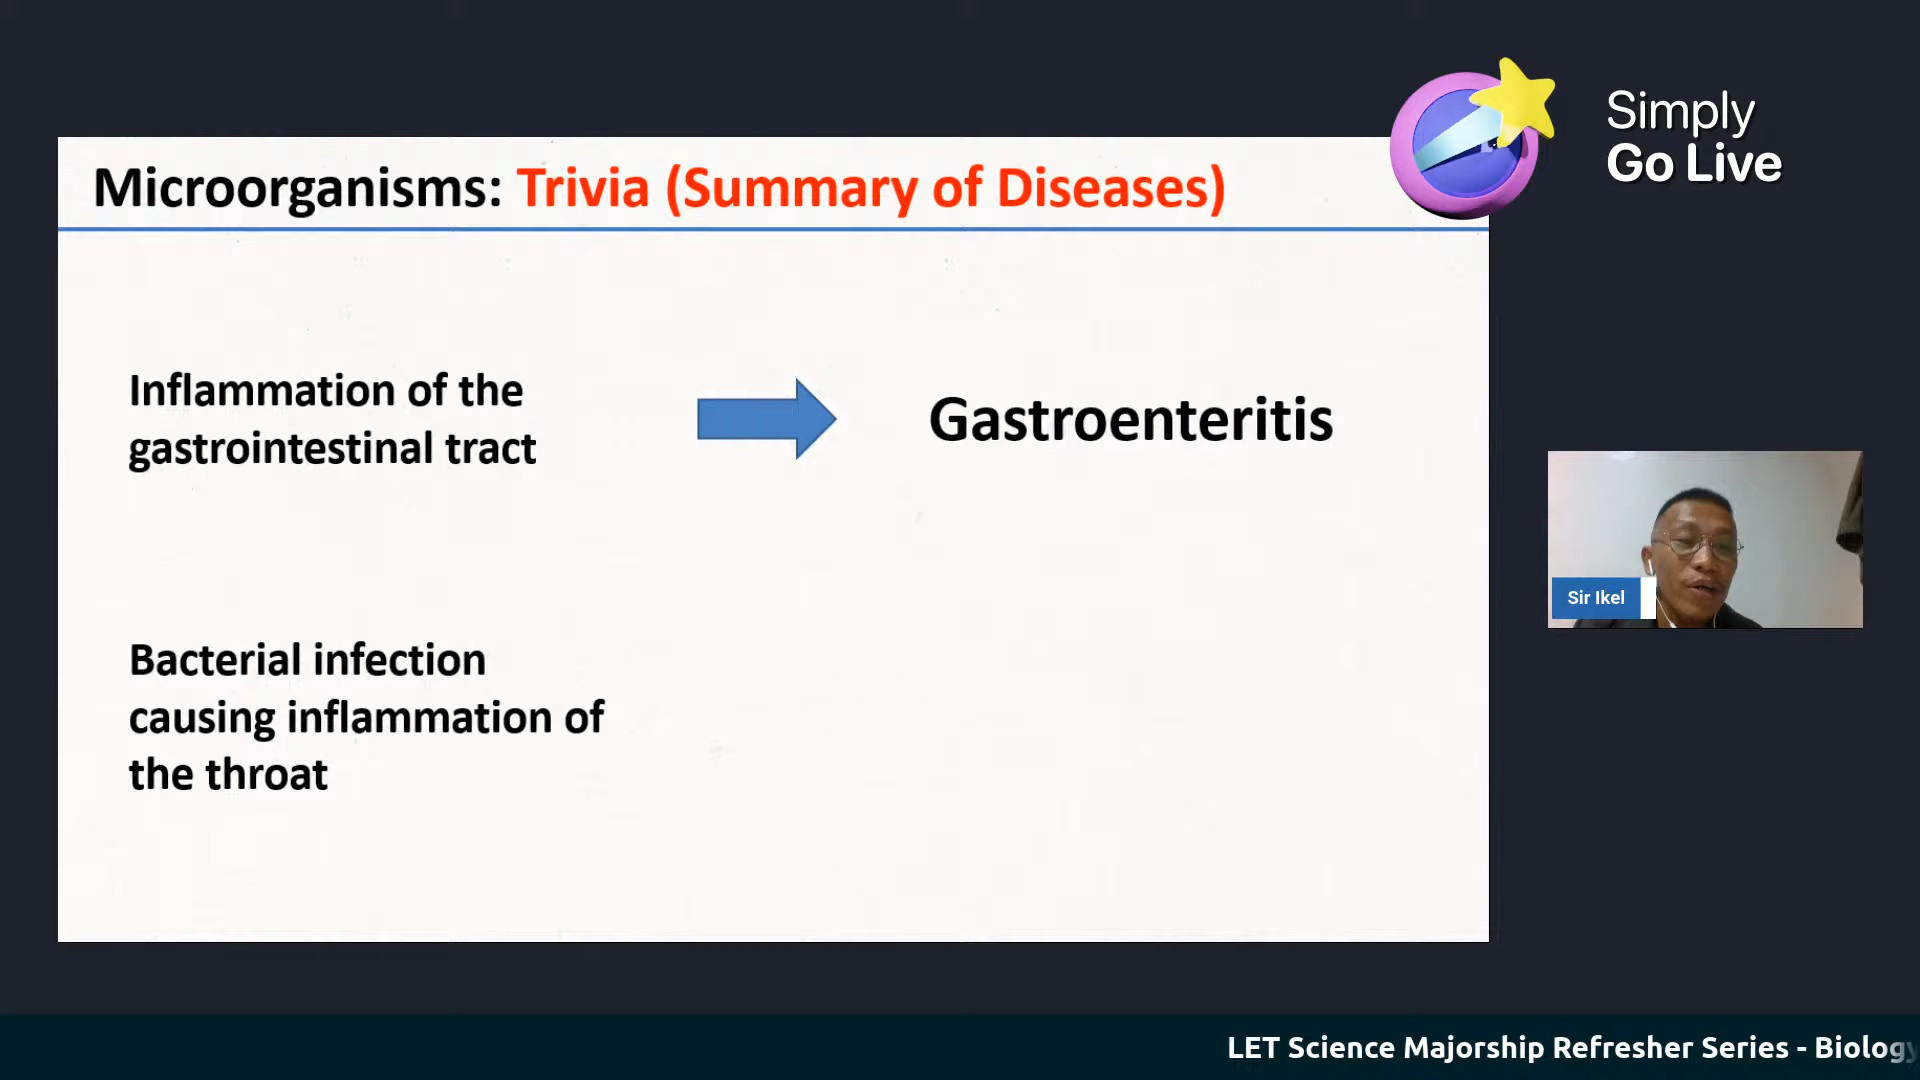 Simply
Go Live
Microorganisms: Trivia (Summary of Diseases)
Inflammation of the
gastrointestinal tract
Gastroenteritis
Sir Ikel
Bacterial infection
causing inflammation of
the throat
LET Science Majorship Refresher Series - Biology